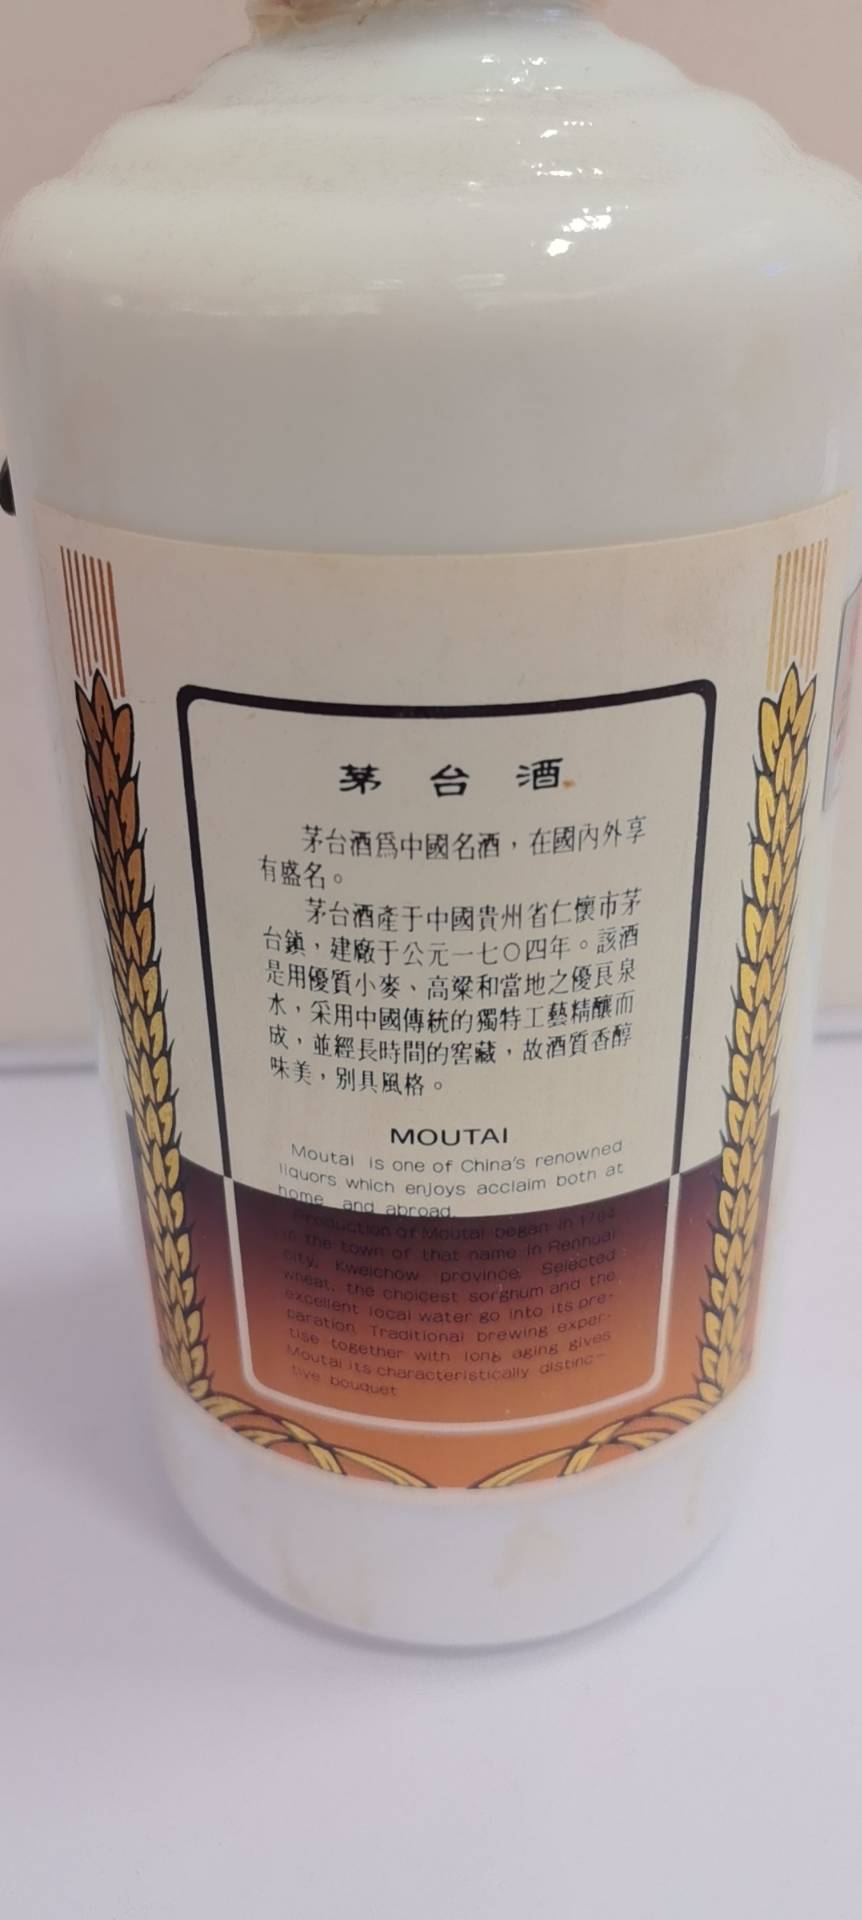 茅台酒
茅台酒爲中國名酒，在國內外享
有盛名。
茅台酒產于中國貴州省仁懷市茅
台鎮，建廠于公元一七〇四年。該酒
是用優質小麥、高粱和當地之優良泉
水，采用中國傳統的獨特工藝精釀而
成，並經長時間的窖藏，故酒質香醇
味美，別具風格。
MOUTAI
Moutai is one of China's renowned
liquors which enjoys acclaim both at
home and abroad.
Production of Moutai began in 1704
in the town of that name in Renhuai
city, Kweichow province. Selected
wheat, the choicest sorghum and the
excellent local water go into its pre-
paration. Traditional brewing exper-
tise together with long aging gives
Moutai its characteristically distinc-
tive bouquet